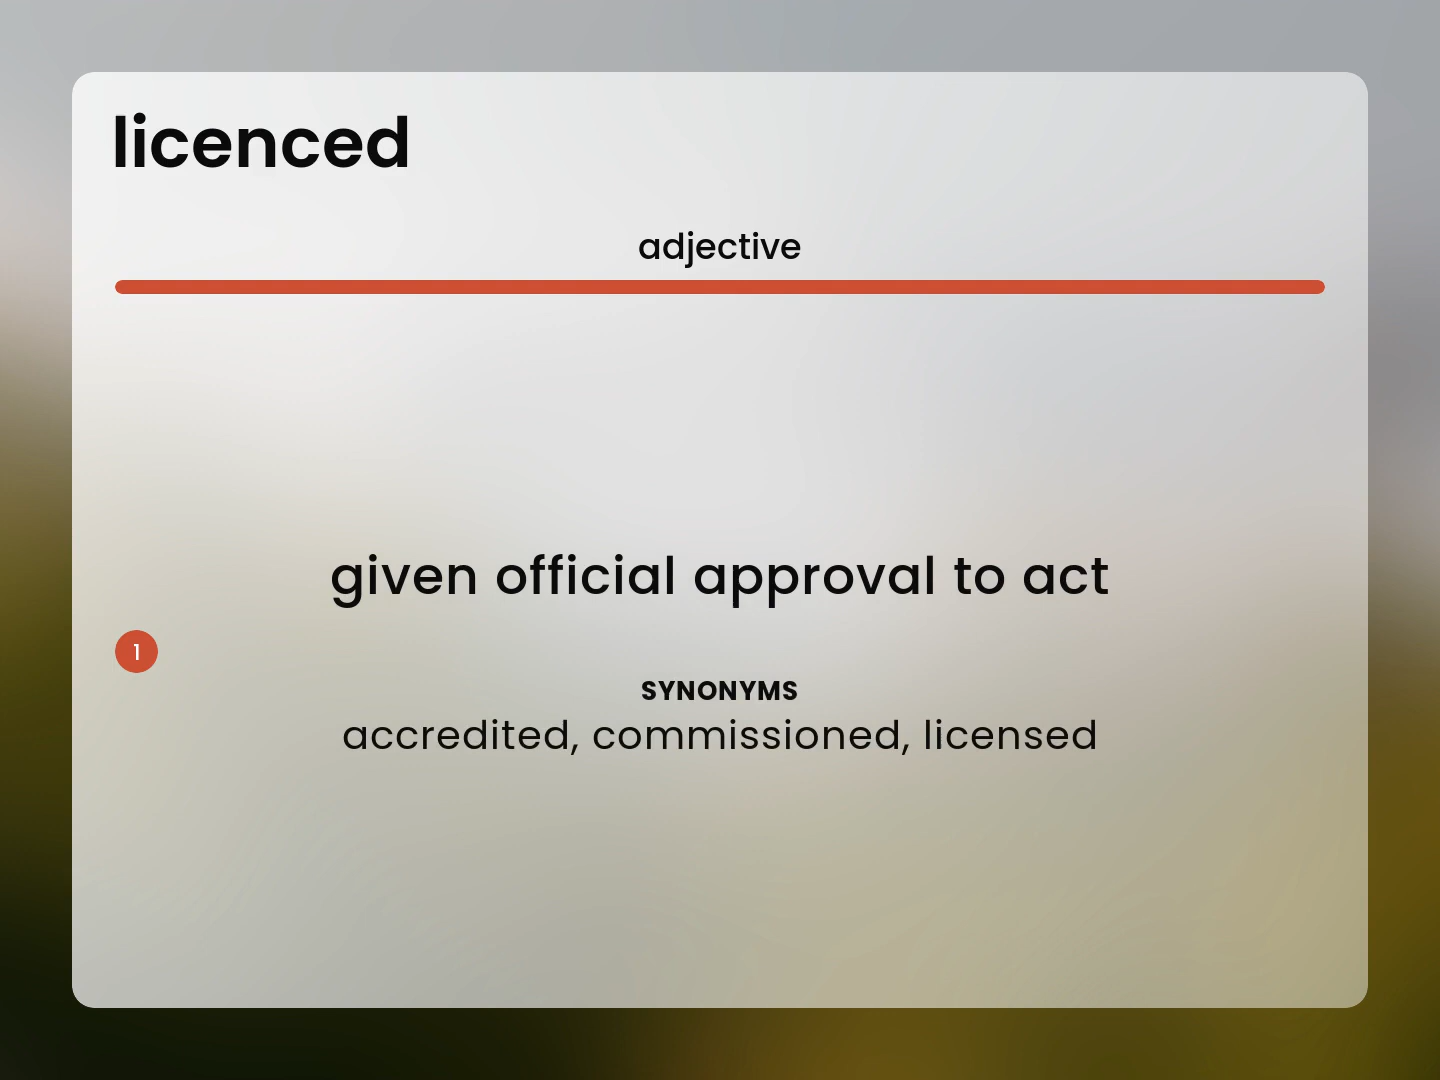 licenced
adjective
given official approval to act
1
SYNONYMS
accredited, commissioned, licensed